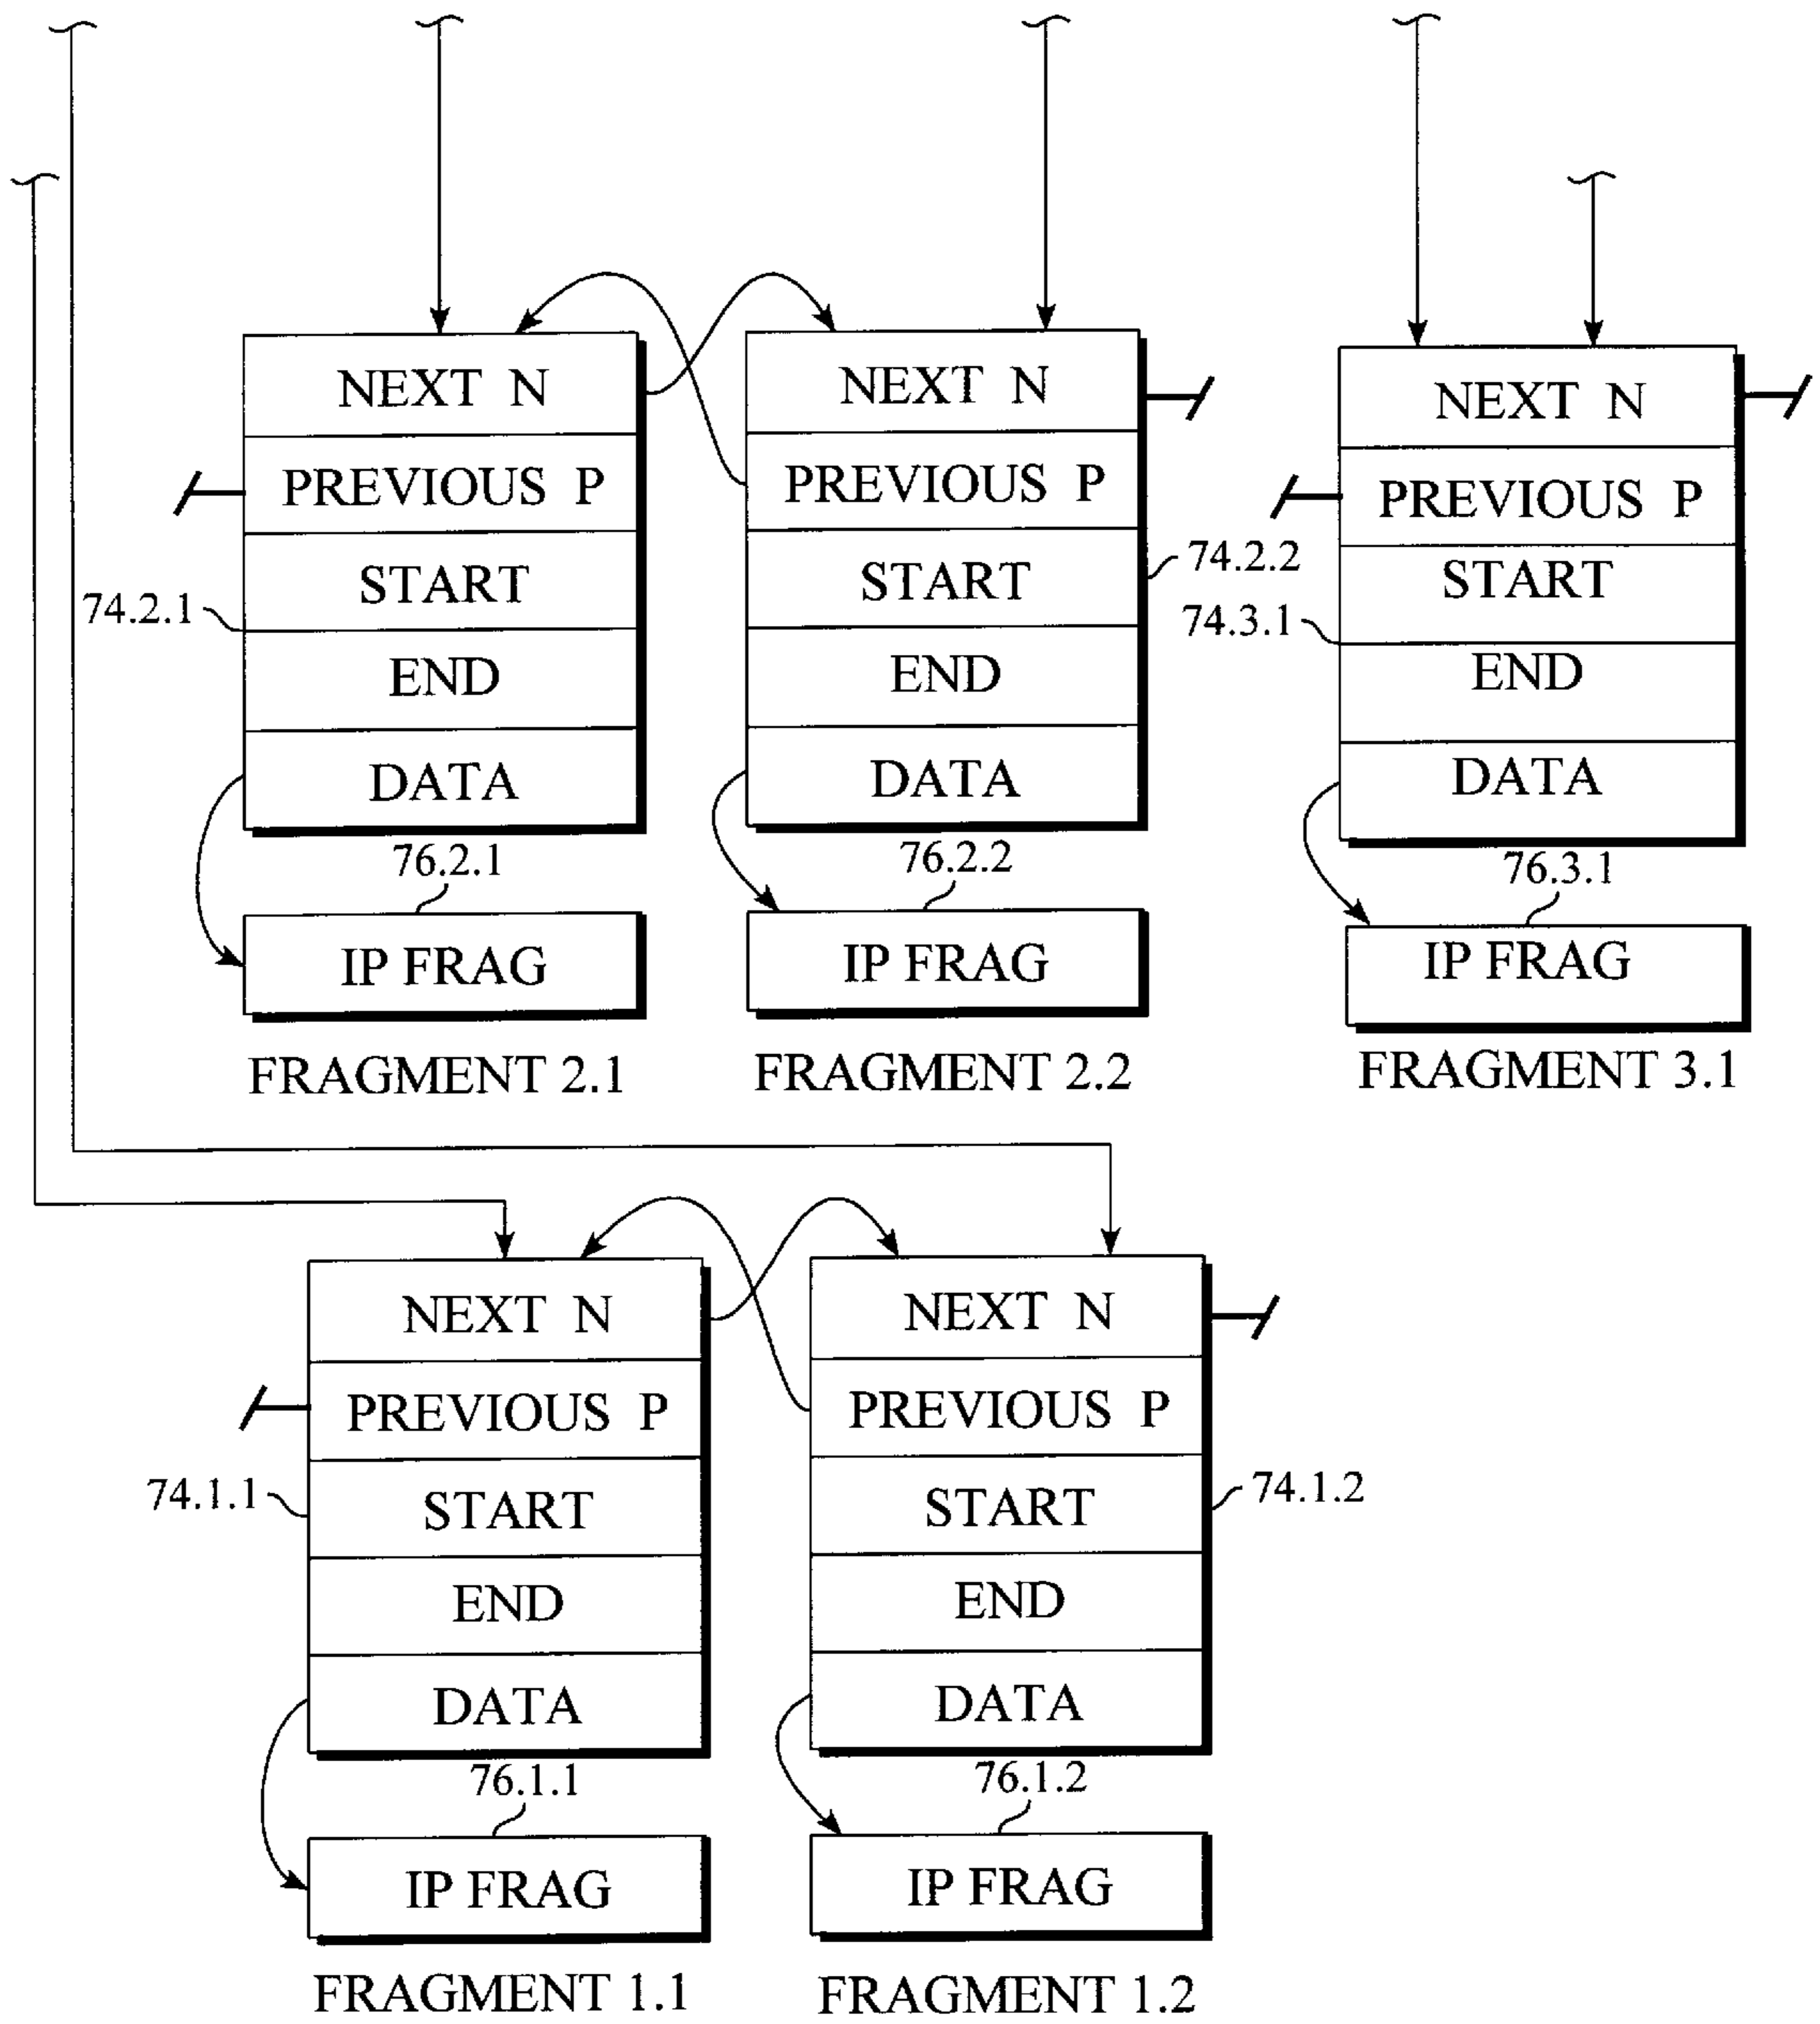 NEXT N
PREVIOUS P
START
74.2.1
END
DATA
76.2.1
IP FRAG
FRAGMENT 2.1
NEXT N
PREVIOUS P
START
74.2.2
END
DATA
76.2.2
IP FRAG
FRAGMENT 2.2
NEXT N
PREVIOUS P
START
74.3.1
END
DATA
76.3.1
IP FRAG
FRAGMENT 3.1
NEXT N
PREVIOUS P
74.1.1
START
END
DATA
76.1.1
IP FRAG
FRAGMENT 1.1
NEXT N
PREVIOUS P
START
74.1.2
END
DATA
76.1.2
IP FRAG
FRAGMENT 1.2